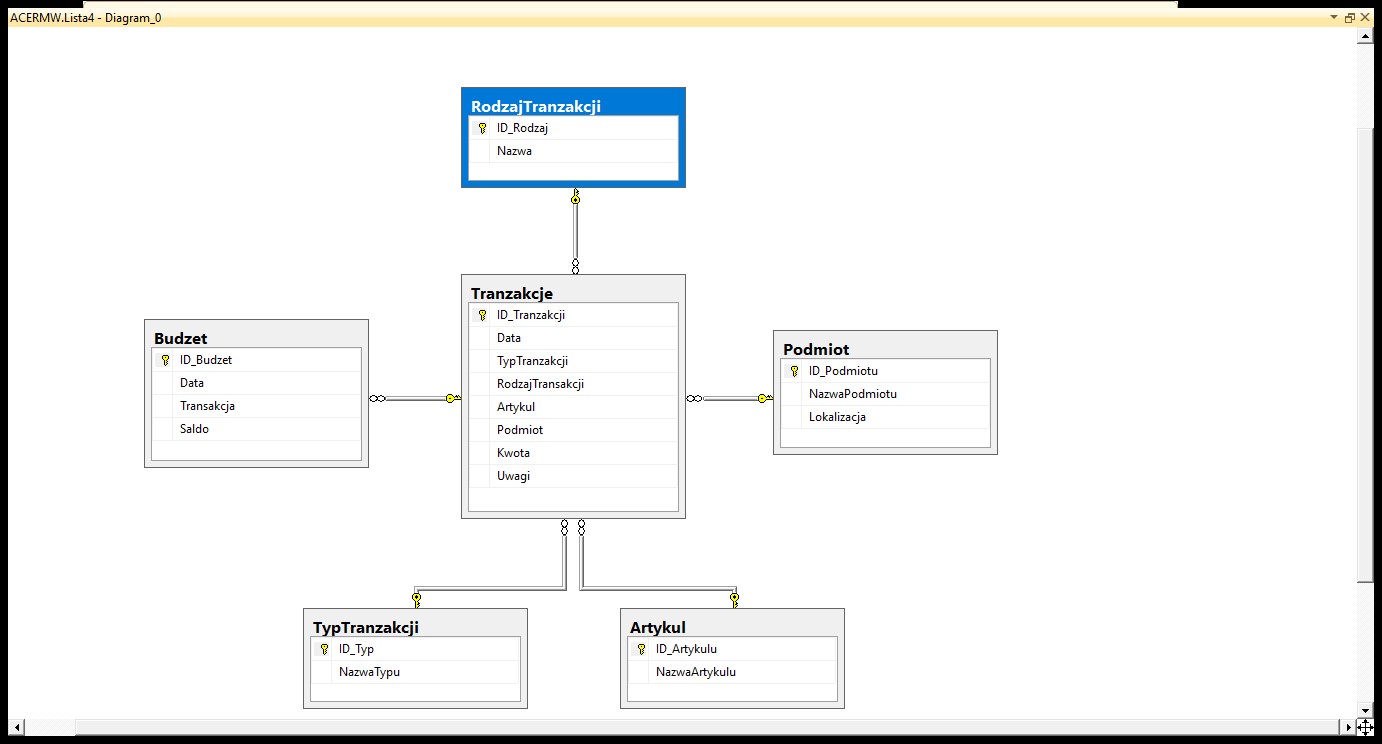 ACERMW.Lista4 - Diagram_0
RodzajTranzakcji
ID_Rodzaj
Nazwa
Tranzakcje
ID_Tranzakcji
Data
TypTranzakcji
RodzajTransakcji
Artykul
Podmiot
Kwota
Uwagi
Budzet
ID_Budzet
Data
Transakcja
Saldo
Podmiot
ID_Podmiotu
NazwaPodmiotu
Lokalizacja
TypTranzakcji
ID_Typ
NazwaTypu
Artykul
ID_Artykulu
NazwaArtykulu